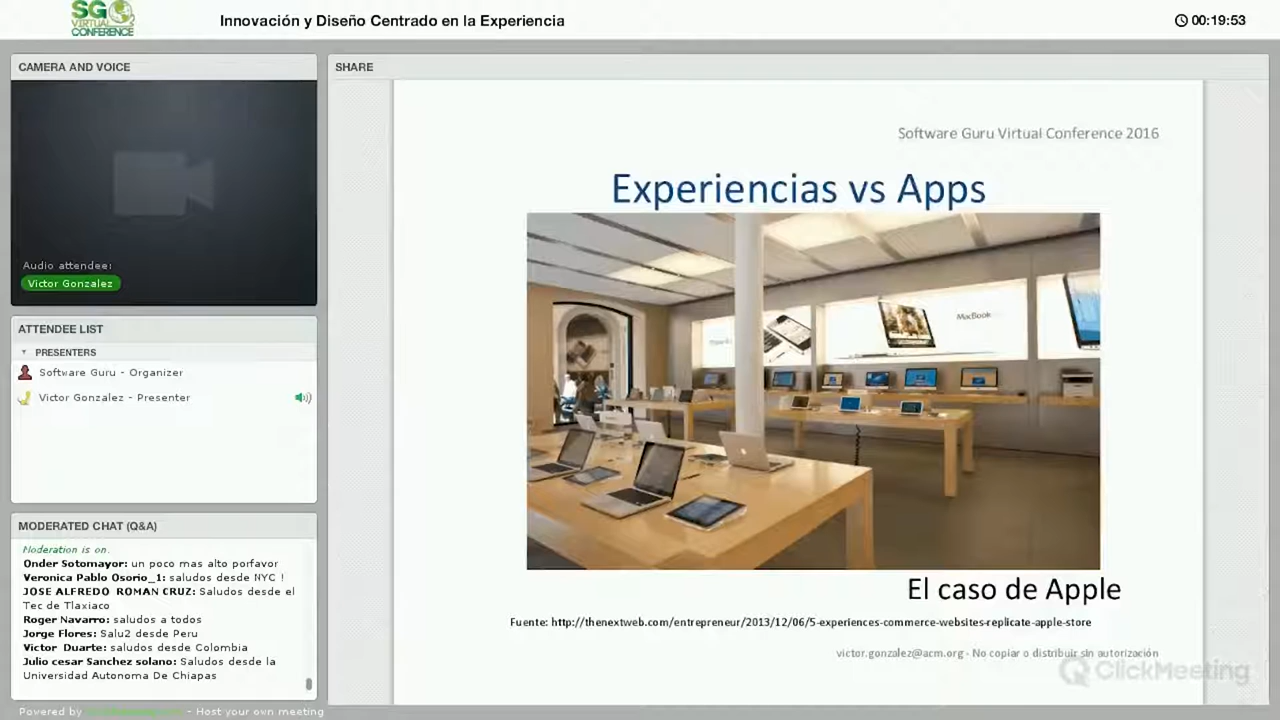 SG
VIRTUAL
CONFERENCE
Innovación y Diseño Centrado en la Experiencia
00:19:53
CAMERA AND VOICE
Audio attendee:
Victor Gonzalez
ATTENDEE LIST
PRESENTERS
Software Guru - Organizer
Victor Gonzalez - Presenter
MODERATED CHAT (Q&A)
Moderation is on.
Onder Sotomayor: un poco mas alto porfavor
Veronica Pablo Osorio_1: saludos desde NYC !
JOSE ALFREDO ROMAN CRUZ: Saludos desde el
Tec de Tlaxiaco
Roger Navarro: saludos a todos
Jorge Flores: Salu2 desde Peru
Victor Duarte: saludos desde Colombia
Julio cesar Sanchez solano: Saludos desde la
Universidad Autonoma De Chiapas
Powered by - Host your own meeting
SHARE
Software Guru Virtual Conference 2016
Experiencias vs Apps
MacBook
El caso de Apple
Fuente: http://thenextweb.com/entrepreneur/2013/12/06/5-experiences-commerce-websites-replicate-apple-store
victor.gonzalez@acm.org - No copiar o distribuir sin autorización
ClickMeeting